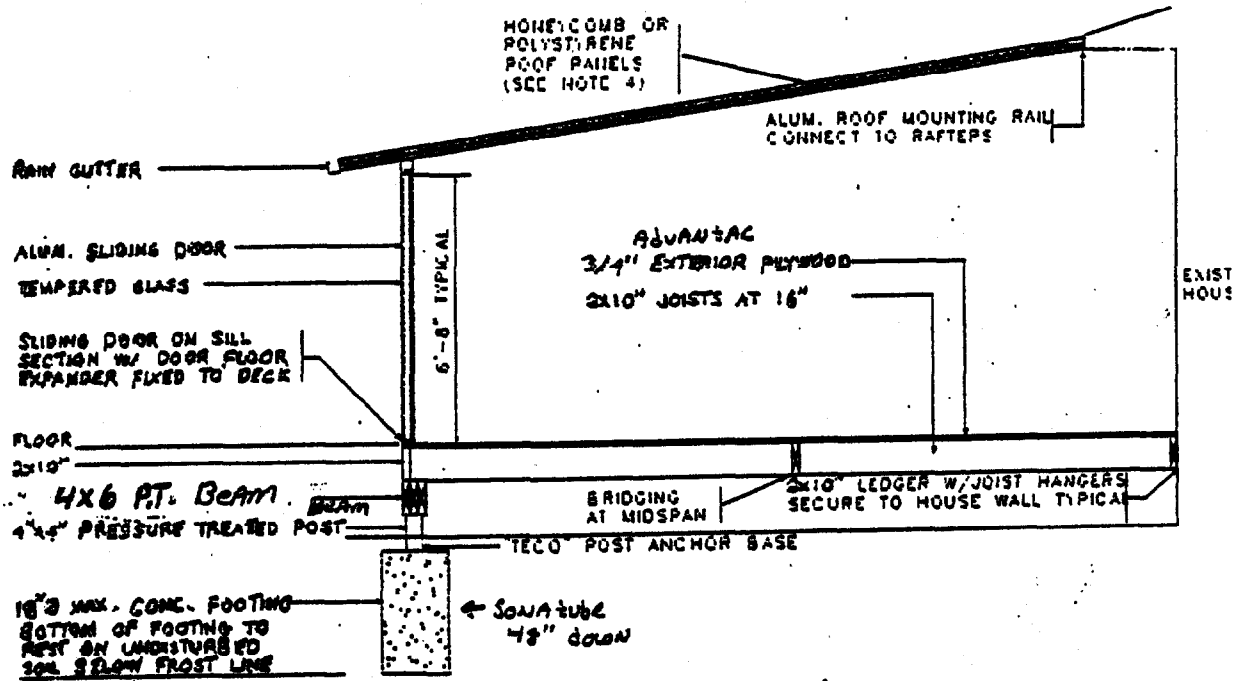 HONEYCOMB OR
POLYSTYRENE
ROOF PANELS
(SEE NOTE 4)
ALUM. ROOF MOUNTING RAIL
CONNECT TO RAFTERS
RAIN GUTTER
ALUM. SLIDING DOOR
TEMPERED GLASS
6'-8" TYPICAL
ADVANTAC
3/4" EXTERIOR PLYWOOD
2X10" JOISTS AT 16"
EXIST
HOUS
SLIDING DOOR ON SILL
SECTION W/ DOOR FLOOR
EXPANDER FIXED TO DECK
FLOOR
2X10"
4X6 P.T. BEAM
BEAM
4"X4" PRESSURE TREATED POST
BRIDGING
AT MIDSPAN
2X10" LEDGER W/JOIST HANGERS
SECURE TO HOUSE WALL TYPICAL
TECO POST ANCHOR BASE
18"Ø MAX. CONC. FOOTING
BOTTOM OF FOOTING TO
REST ON UNDISTURBED
SOIL BELOW FROST LINE
← SONATUBE
48" DOWN